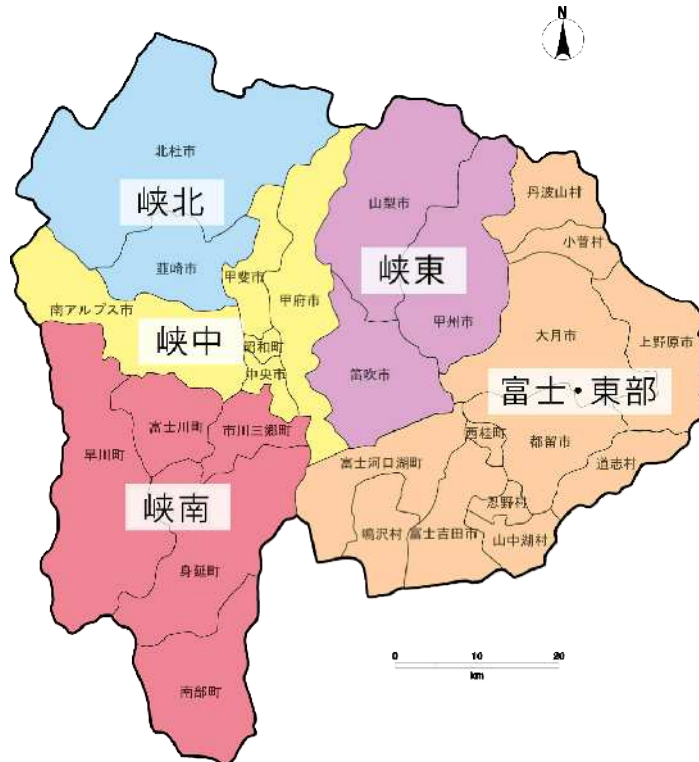 N
北杜市
峡北
韮崎市
丹波山村
小菅村
山梨市
峡東
甲州市
笛吹市
甲斐市
甲府市
南アルプス市
峡中
昭和町
中央市
大月市
上野原市
富士・東部
西桂町
都留市
道志村
富士河口湖町
忍野村
鳴沢村
富士吉田市
山中湖村
富士川町
市川三郷町
早川町
峡南
身延町
南部町
0 10 20
km